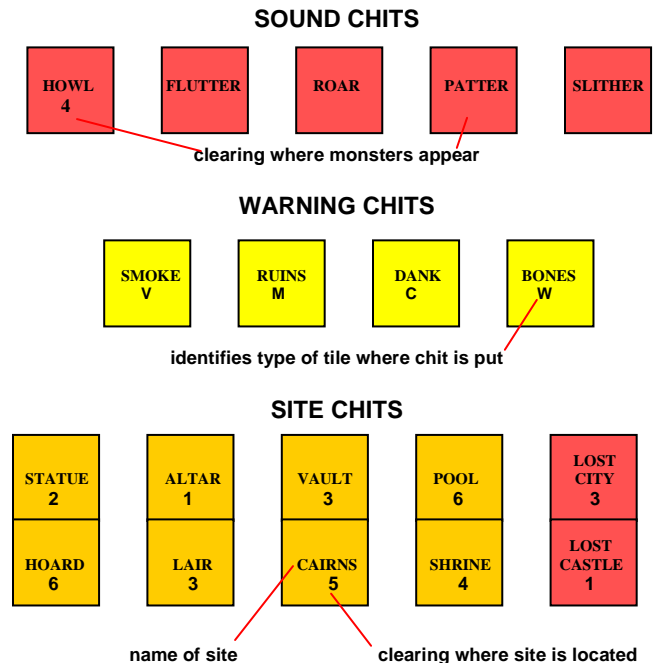 SOUND CHITS
HOWL FLUTTER ROAR PATTER SLITHER
4
clearing where monsters appear
WARNING CHITS
SMOKE RUINS DANK BONES
V M C W
identifies type of tile where chit is put
SITE CHITS
STATUE ALTAR VAULT POOL LOST CITY
2 1 3 6 3
HOARD LAIR CAIRNS SHRINE LOST CASTLE
6 3 5 4 1
name of site clearing where site is located